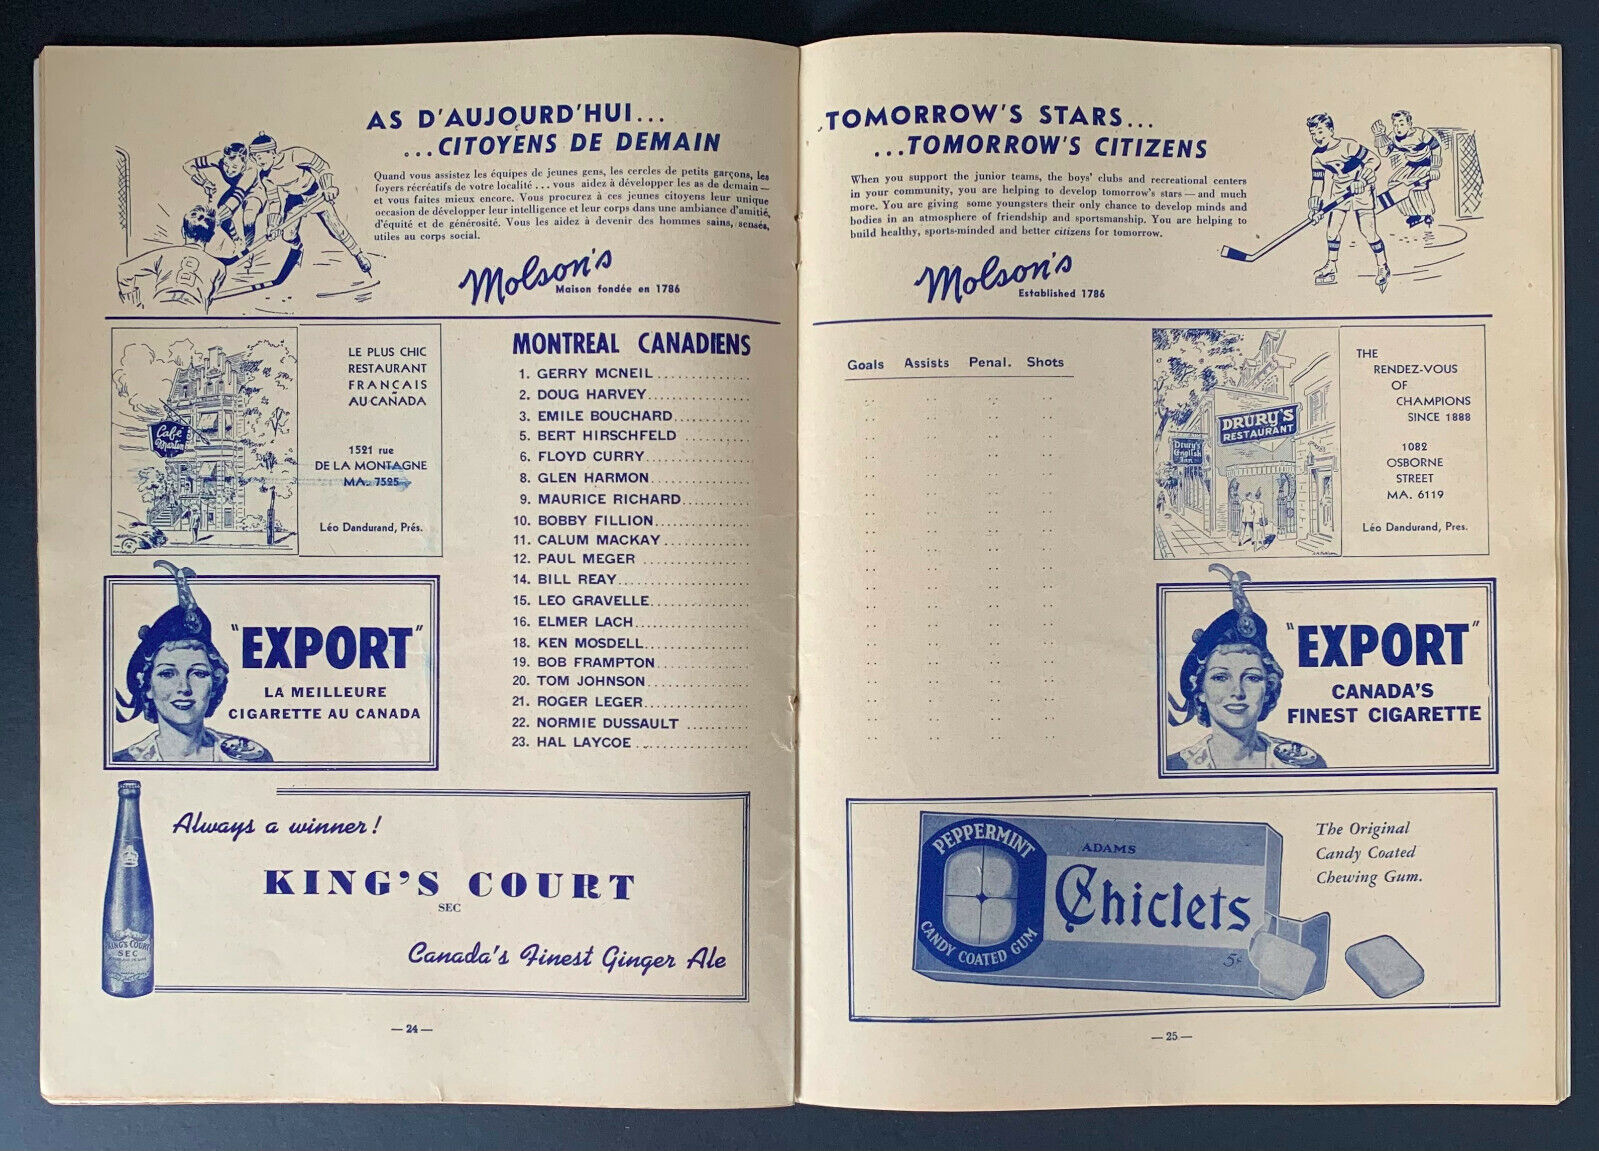 AS D'AUJOURD'HUI...
...CITOYENS DE DEMAIN
Quand vous assistez les équipes de jeunes gens, les cercles de petits garçons, les
foyers récréatifs de votre localité ... vous aidez à développer les as de demain —
et vous faites mieux encore. Vous procurez à ces jeunes citoyens leur unique
occasion de développer leur intelligence et leur corps dans une ambiance d'amitié,
d'équité et de générosité. Vous les aidez à devenir des hommes sains, sensés,
utiles au corps social.
Molson's
Maison fondée en 1786
8
Café
Martin
LE PLUS CHIC
RESTAURANT
FRANÇAIS
AU CANADA
1521 rue
DE LA MONTAGNE
MA. 7525
Léo Dandurand, Prés.
MONTREAL CANADIENS
1. GERRY MCNEIL
2. DOUG HARVEY
3. EMILE BOUCHARD
5. BERT HIRSCHFELD
6. FLOYD CURRY
8. GLEN HARMON
9. MAURICE RICHARD
10. BOBBY FILLION
11. CALUM MACKAY
12. PAUL MEGER
14. BILL REAY
15. LEO GRAVELLE
16. ELMER LACH
18. KEN MOSDELL
19. BOB FRAMPTON
20. TOM JOHNSON
21. ROGER LEGER
22. NORMIE DUSSAULT
23. HAL LAYCOE
"EXPORT"
LA MEILLEURE
CIGARETTE AU CANADA
Always a winner!
KING'S COURT
SEC
Canada's Finest Ginger Ale
KING'S COURT
SEC
— 24 —
TOMORROW'S STARS...
...TOMORROW'S CITIZENS
When you support the junior teams, the boys' clubs and recreational centers
in your community, you are helping to develop tomorrow's stars — and much
more. You are giving some youngsters their only chance to develop minds and
bodies in an atmosphere of friendship and sportsmanship. You are helping to
build healthy, sports-minded and better citizens for tomorrow.
Molson's
Established 1786
Goals Assists Penal. Shots
DRURY'S
RESTAURANT
Drury's
English
Inn
THE
RENDEZ-VOUS
OF
CHAMPIONS
SINCE 1888
1082
OSBORNE
STREET
MA. 6119
Léo Dandurand, Pres.
"EXPORT"
CANADA'S
FINEST CIGARETTE
PEPPERMINT
CANDY COATED GUM
ADAMS
Chiclets
5¢
The Original
Candy Coated
Chewing Gum.
— 25 —